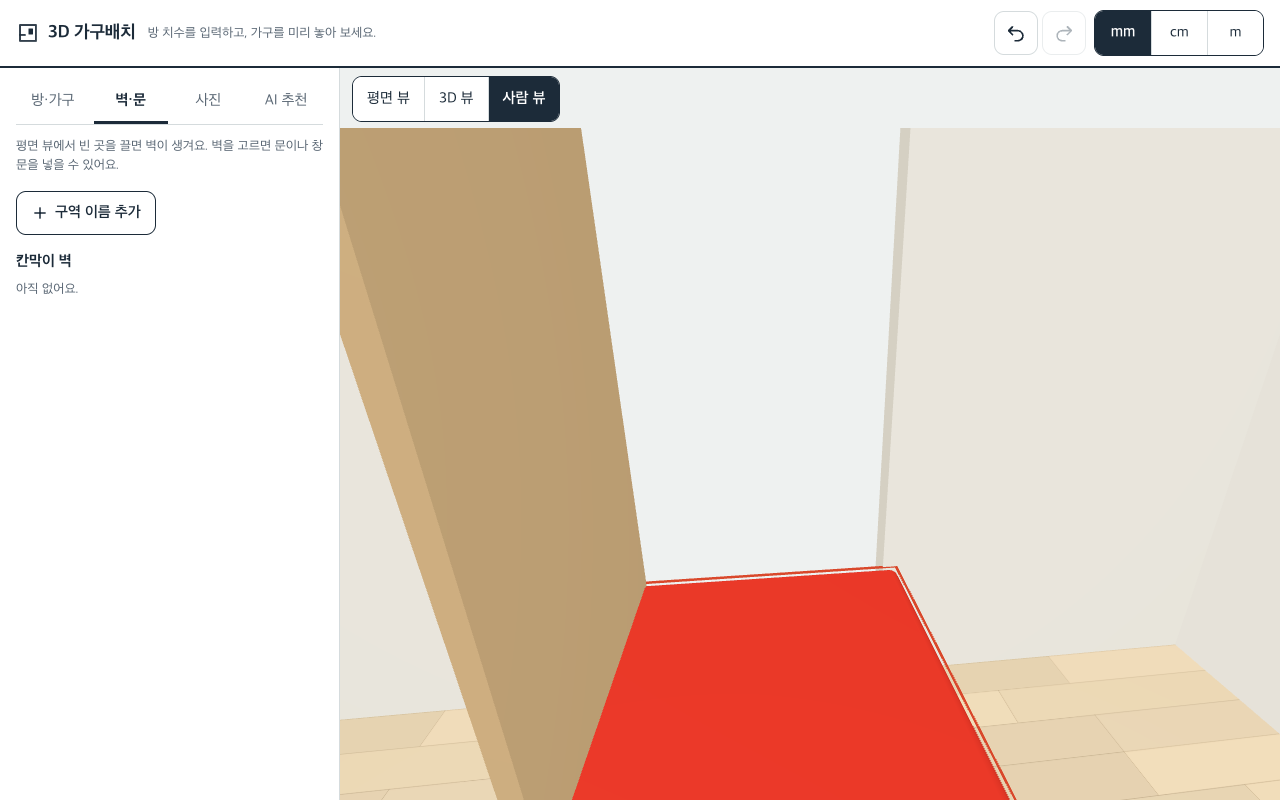 3D 가구배치 방 치수를 입력하고, 가구를 미리 놓아 보세요.
mm cm m
방·가구 벽·문 사진 AI 추천
평면 뷰 3D 뷰 사람 뷰
평면 뷰에서 빈 곳을 끌면 벽이 생겨요. 벽을 고르면 문이나 창
문을 넣을 수 있어요.
+ 구역 이름 추가
칸막이 벽
아직 없어요.